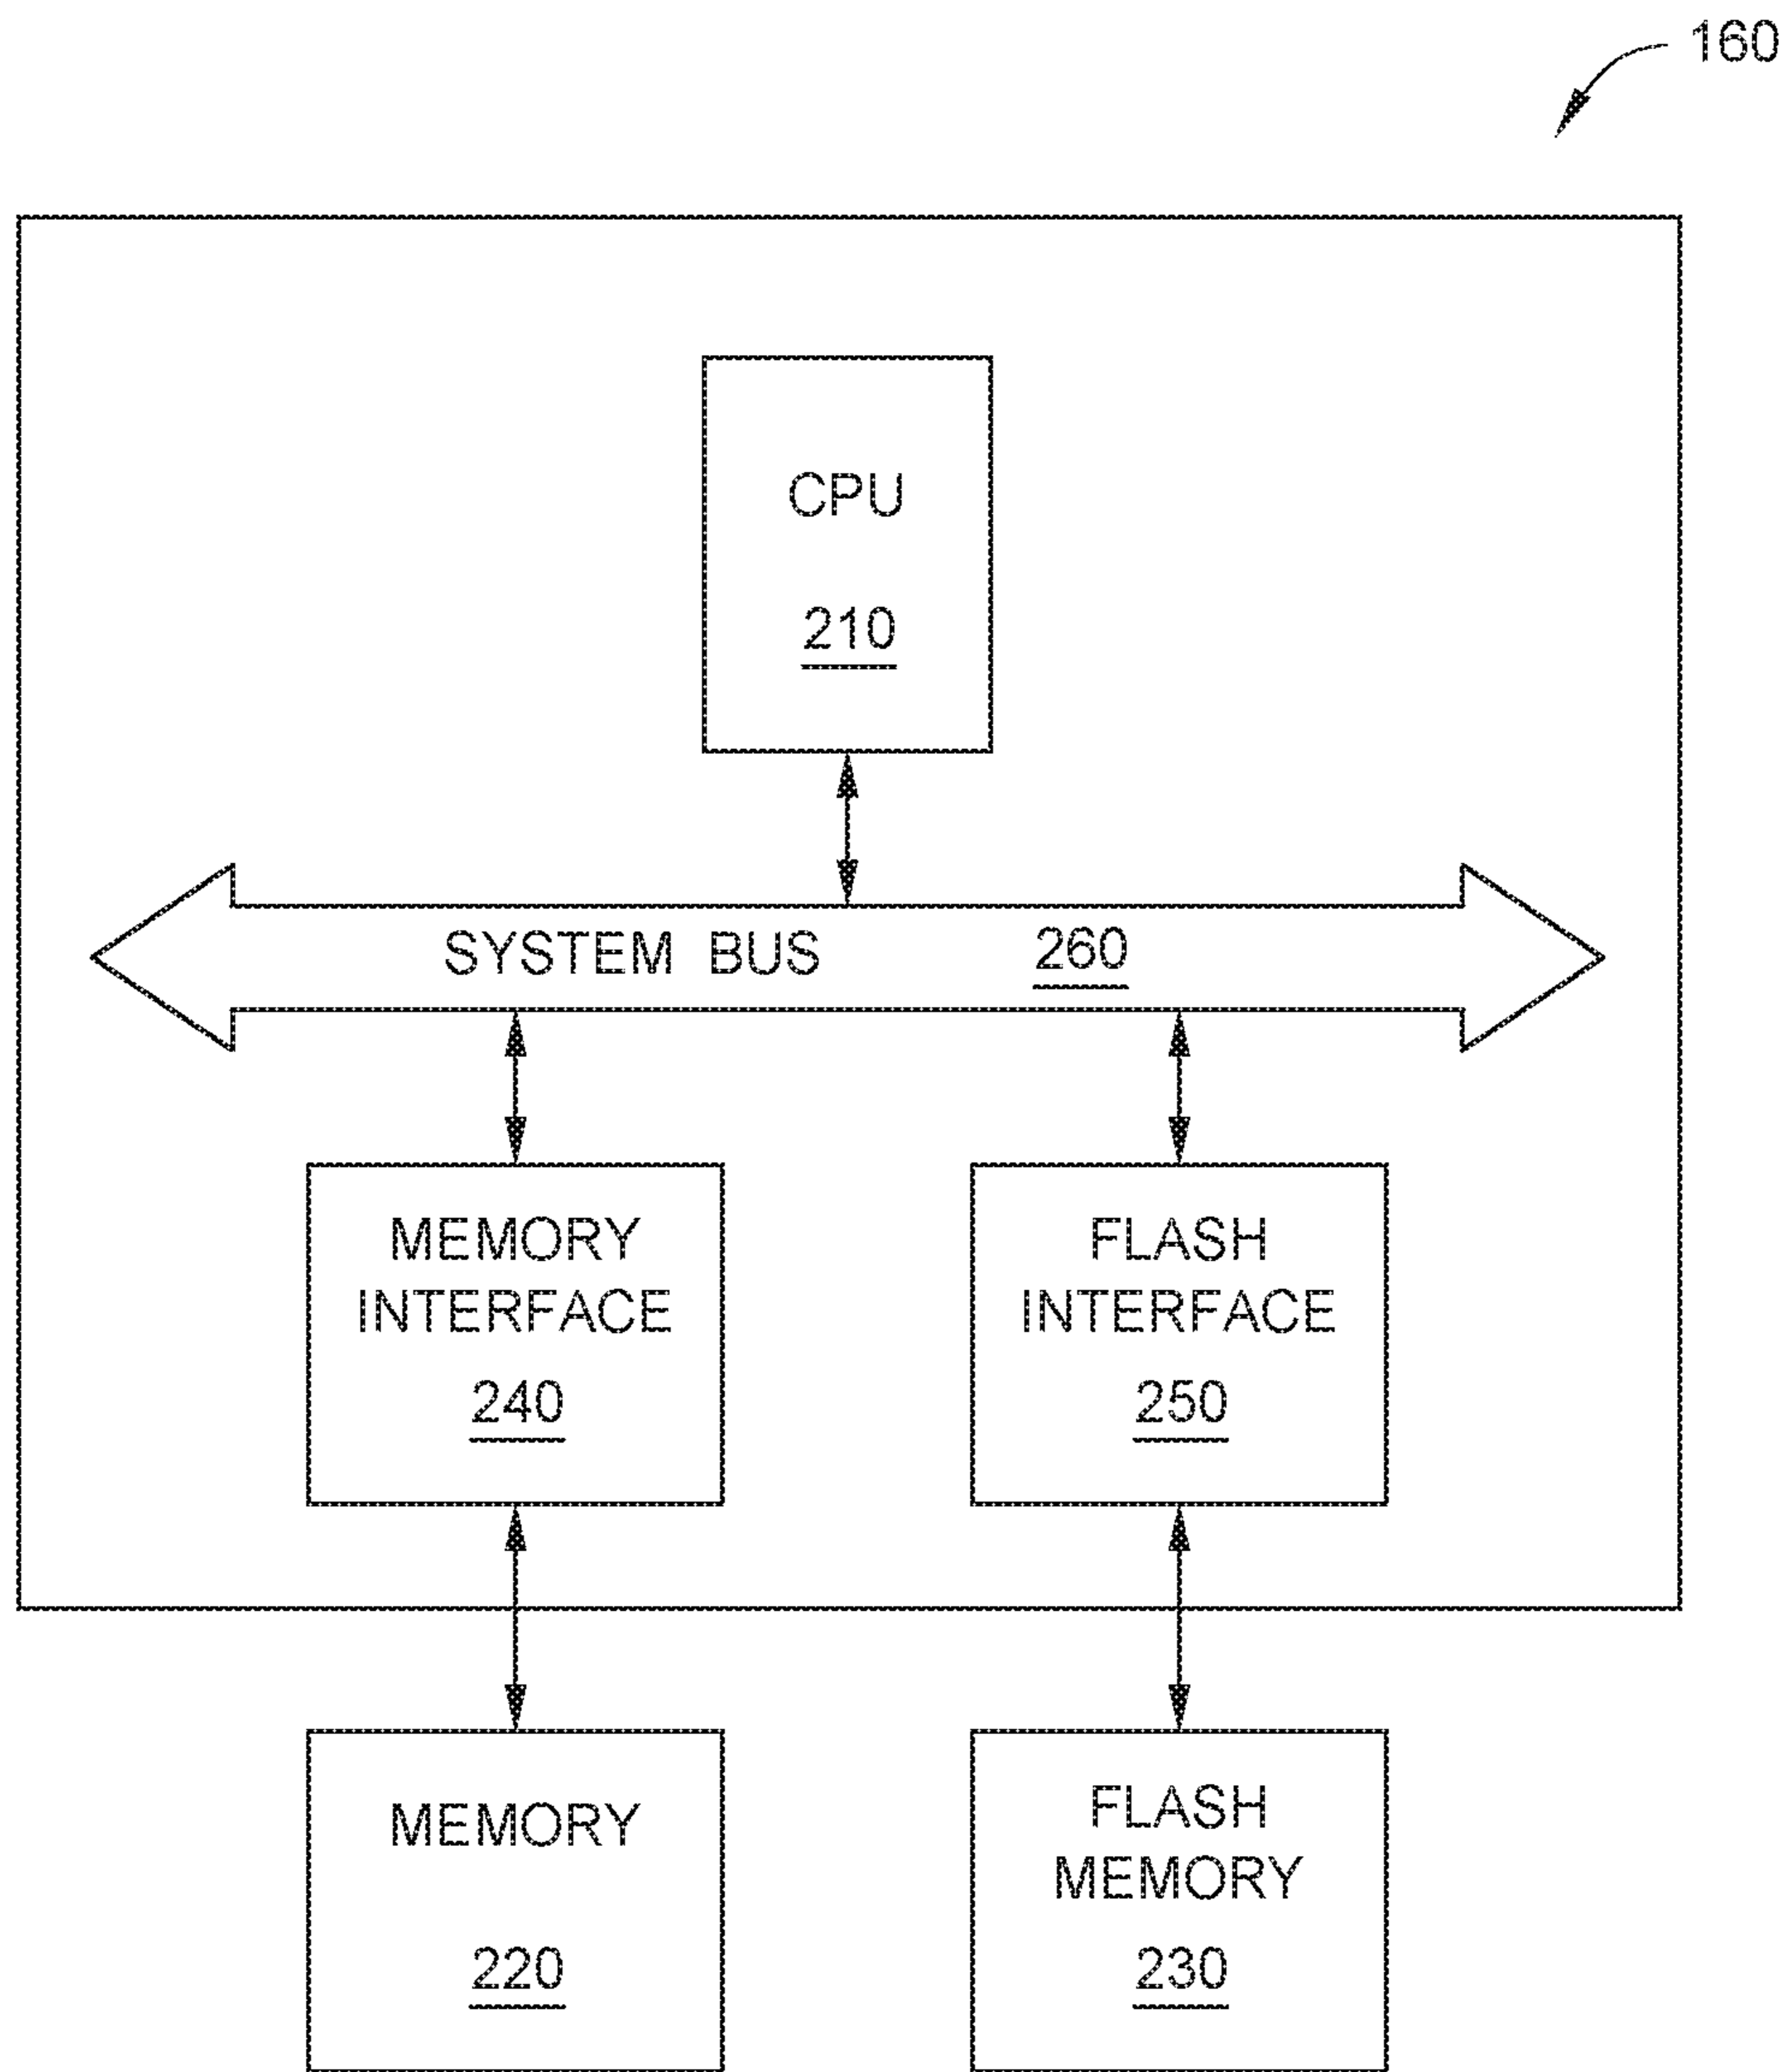 160
CPU
210
SYSTEM BUS 260
MEMORY
INTERFACE
240
FLASH
INTERFACE
250
MEMORY
220
FLASH
MEMORY
230